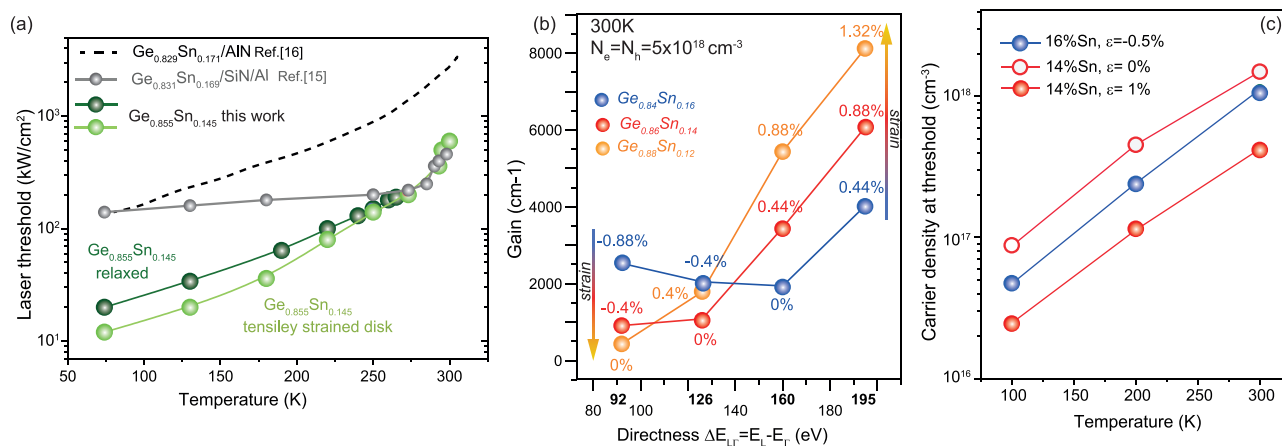 (a)
Ge0.829Sn0.171/AlN Ref.[16]
Ge0.831Sn0.169/SiN/Al Ref.[15]
Ge0.855Sn0.145 this work
Laser threshold (kW/cm²)
10³
10²
10¹
Ge0.855Sn0.145
relaxed
Ge0.855Sn0.145
tensiley strained disk
50 100 150 200 250 300
Temperature (K)
(b)
300K
Ne=Nh=5x10¹⁸ cm⁻³
Ge0.84Sn0.16
Ge0.86Sn0.14
Ge0.88Sn0.12
Gain (cm-1)
8000
6000
4000
2000
0
1.32%
0.88%
0.88%
0.44%
0.44%
-0.88%
-0.4%
0.4%
0%
-0.4%
0%
0%
strain
strain
92 126 160 195
80 100 140 180 200
Directness ΔELΓ=EL-EΓ (eV)
(c)
16%Sn, ε=-0.5%
14%Sn, ε= 0%
14%Sn, ε= 1%
Carrier density at threshold (cm⁻³)
10¹⁸
10¹⁷
10¹⁶
100 150 200 250 300
Temperature (K)